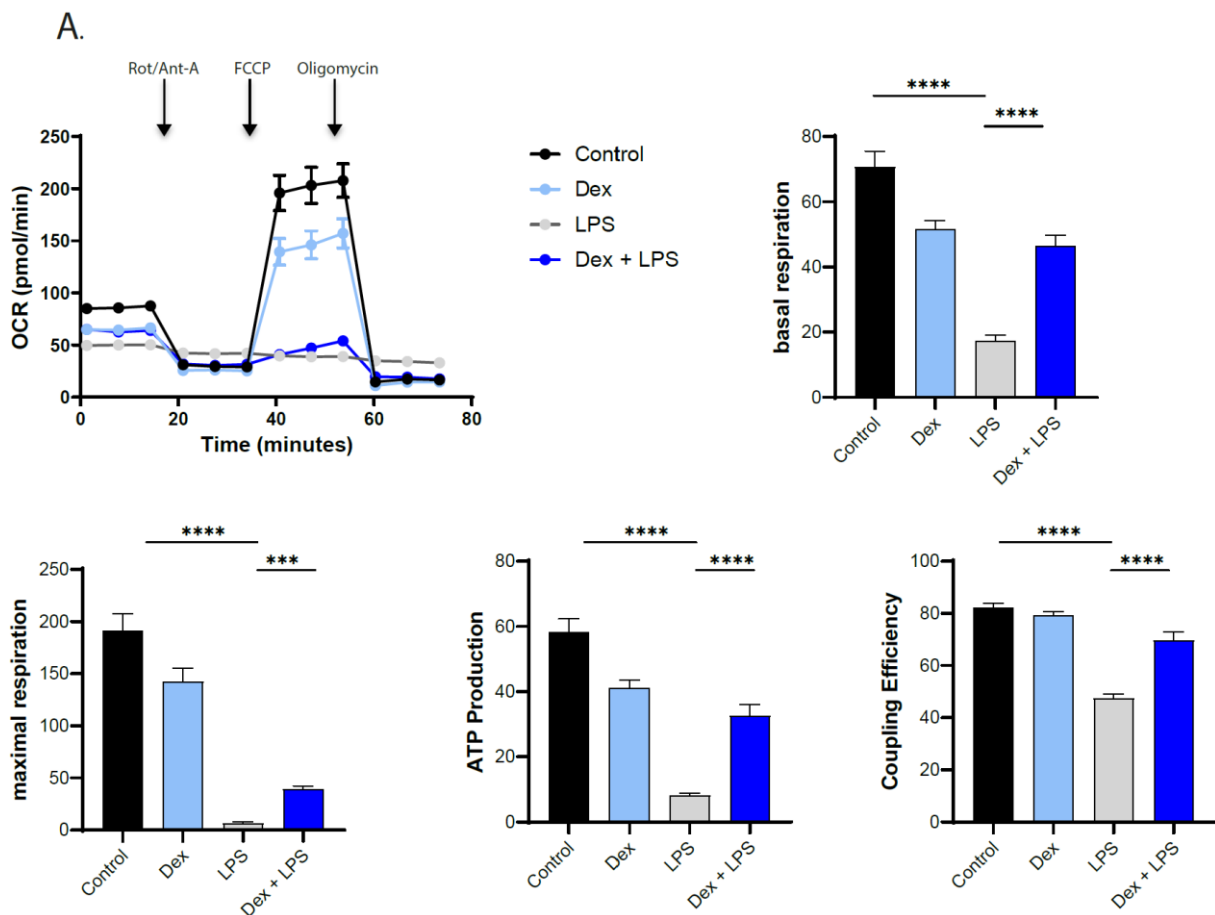 A.
Rot/Ant-A FCCP Oligomycin
OCR (pmol/min)
250
200
150
100
50
0
0 20 40 60 80
Time (minutes)
Control
Dex
LPS
Dex + LPS
**** 
****
basal respiration
80
60
40
20
0
Control Dex LPS Dex + LPS
****
***
maximal respiration
250
200
150
100
50
0
Control Dex LPS Dex + LPS
****
****
ATP Production
80
60
40
20
0
Control Dex LPS Dex + LPS
****
****
Coupling Efficiency
100
80
60
40
20
0
Control Dex LPS Dex + LPS